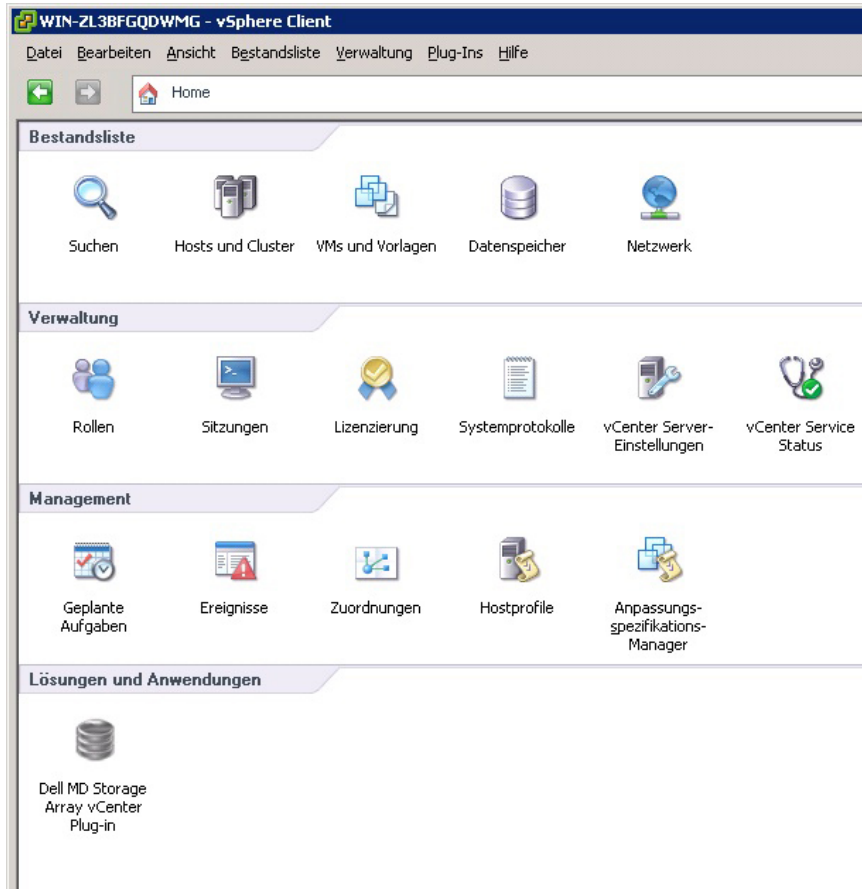 WIN-ZL3BFGQDWMG - vSphere Client
Datei Bearbeiten Ansicht Bestandsliste Verwaltung Plug-Ins Hilfe
Home
Bestandsliste
Suchen Hosts und Cluster VMs und Vorlagen Datenspeicher Netzwerk
Verwaltung
Rollen Sitzungen Lizenzierung Systemprotokolle vCenter Server- vCenter Service
Einstellungen Status
Management
Geplante Ereignisse Zuordnungen Hostprofile Anpassungs-
Aufgaben spezifikations-
Manager
Lösungen und Anwendungen
Dell MD Storage
Array vCenter
Plug-in